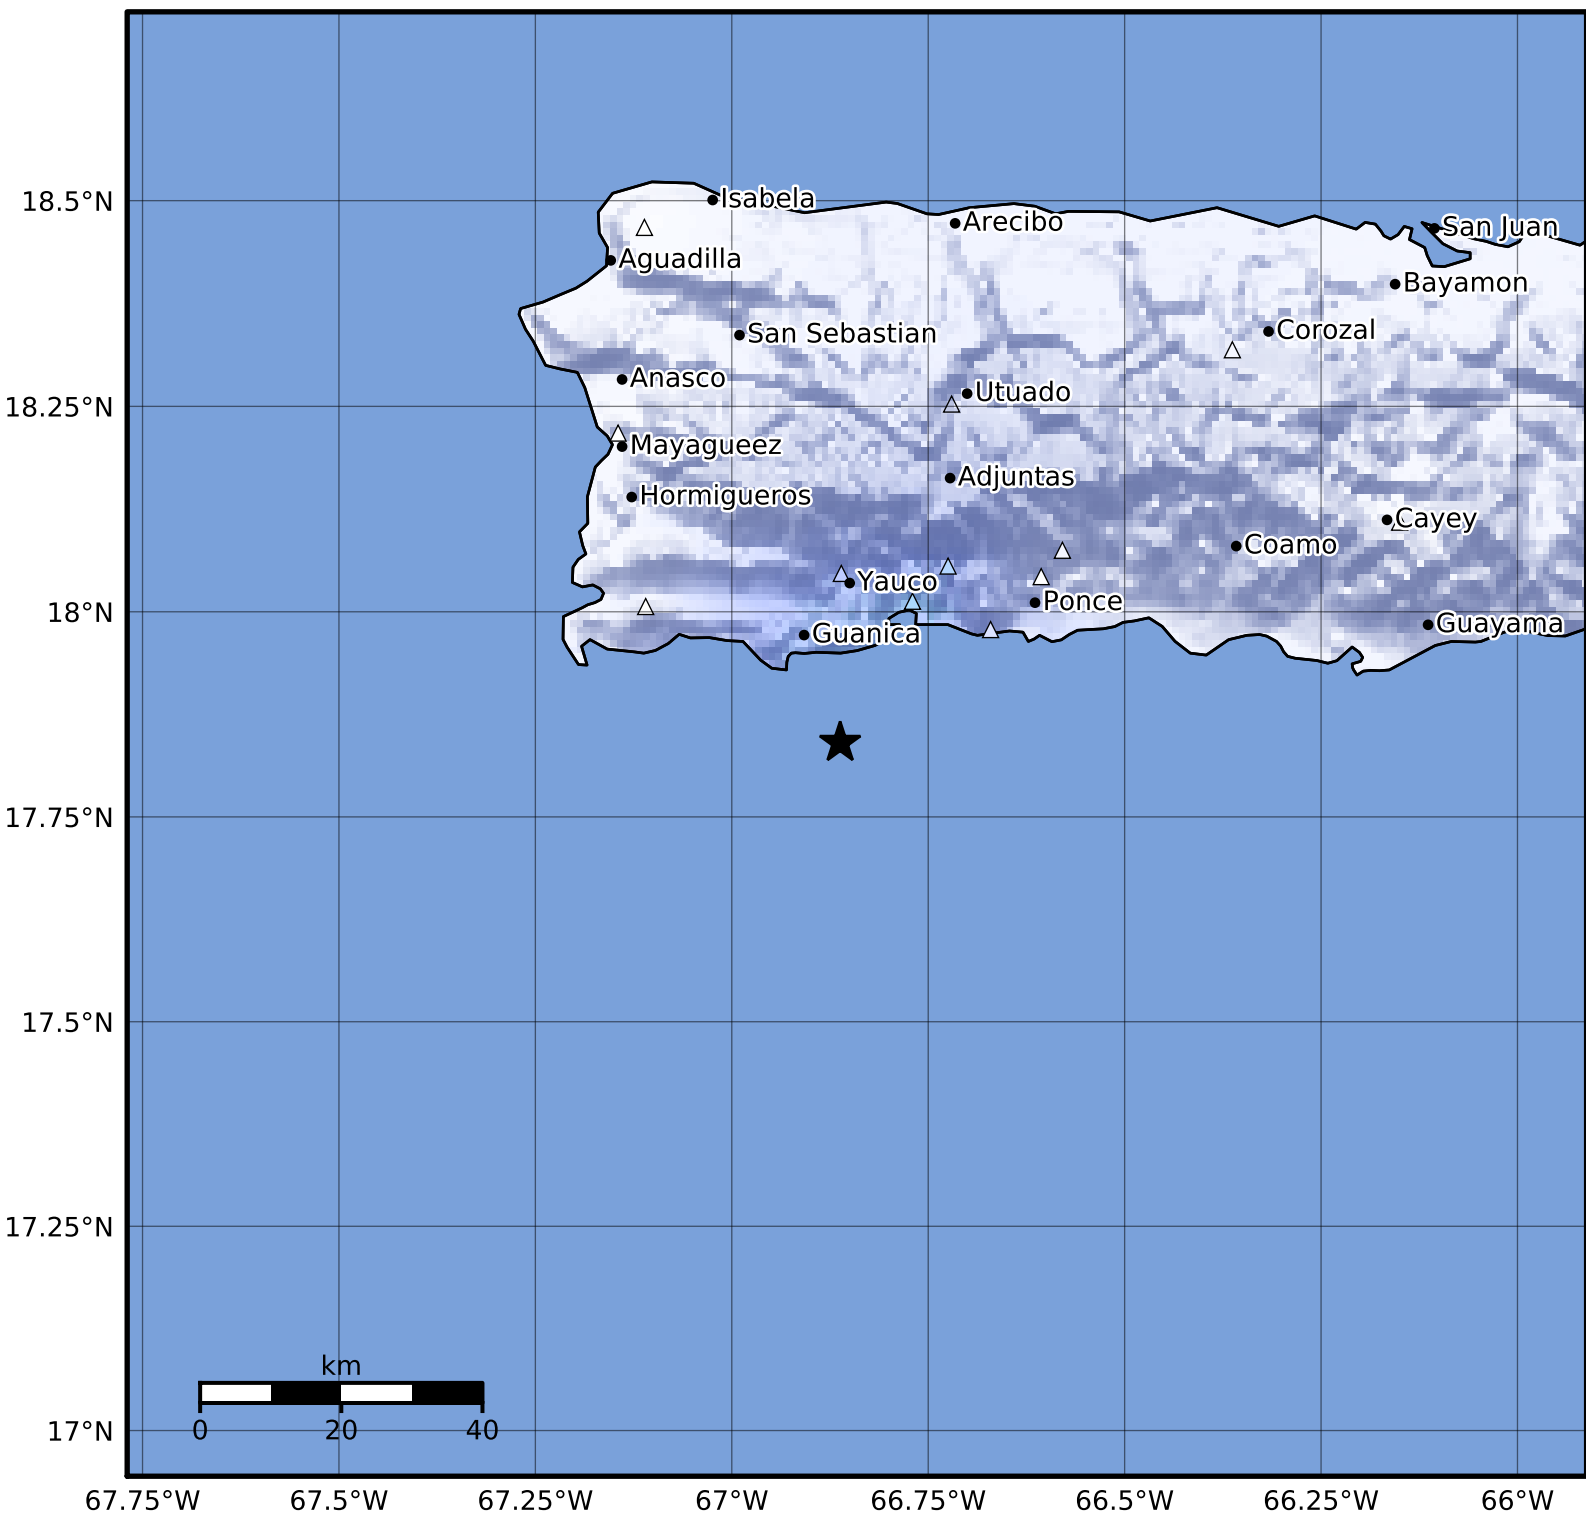 18.5°N
Isabela
Arecibo
San Juan
Aguadilla
Bayamon
San Sebastian
Corozal
Anasco
Utuado
18.25°N
Mayagueez
Adjuntas
Hormigueros
Cayey
Coamo
Yauco
Ponce
18°N
Guanica
Guayama
17.75°N
17.5°N
17.25°N
km
0 20 40
17°N
67.75°W 67.5°W 67.25°W 67°W 66.75°W 66.5°W 66.25°W 66°W